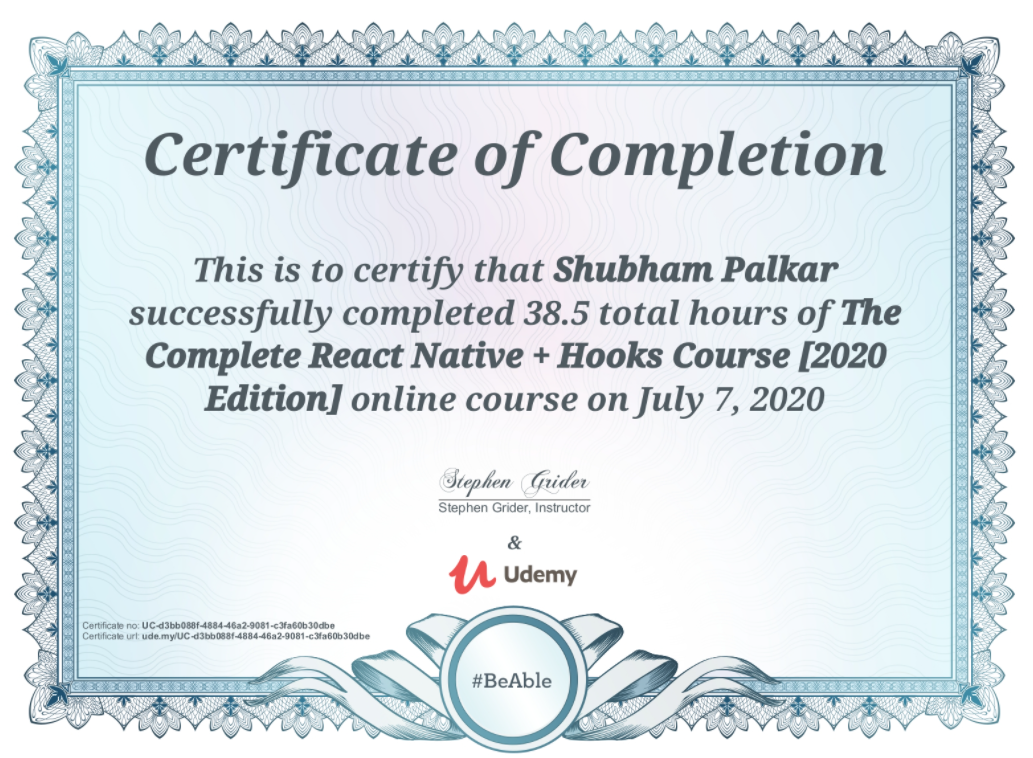 Certificate of Completion
This is to certify that Shubham Palkar
successfully completed 38.5 total hours of The
Complete React Native + Hooks Course [2020
Edition] online course on July 7, 2020
Stephen Grider
Stephen Grider, Instructor
&
Udemy
Certificate no: UC-d3bb088f-4884-46a2-9081-c3fa60b30dbe
Certificate url: ude.my/UC-d3bb088f-4884-46a2-9081-c3fa60b30dbe
#BeAble